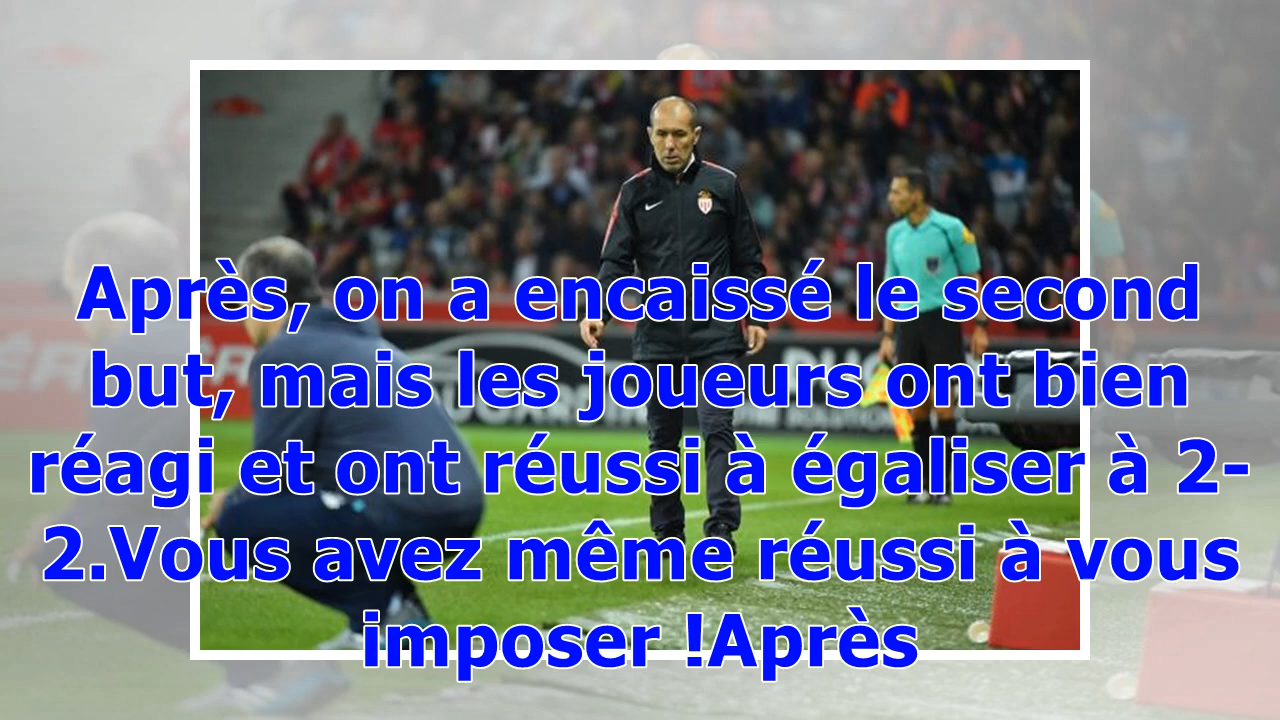 Après, on a encaissé le second
but, mais les joueurs ont bien
réagi et ont réussi à égaliser à 2-
2.Vous avez même réussi à vous
imposer !Après